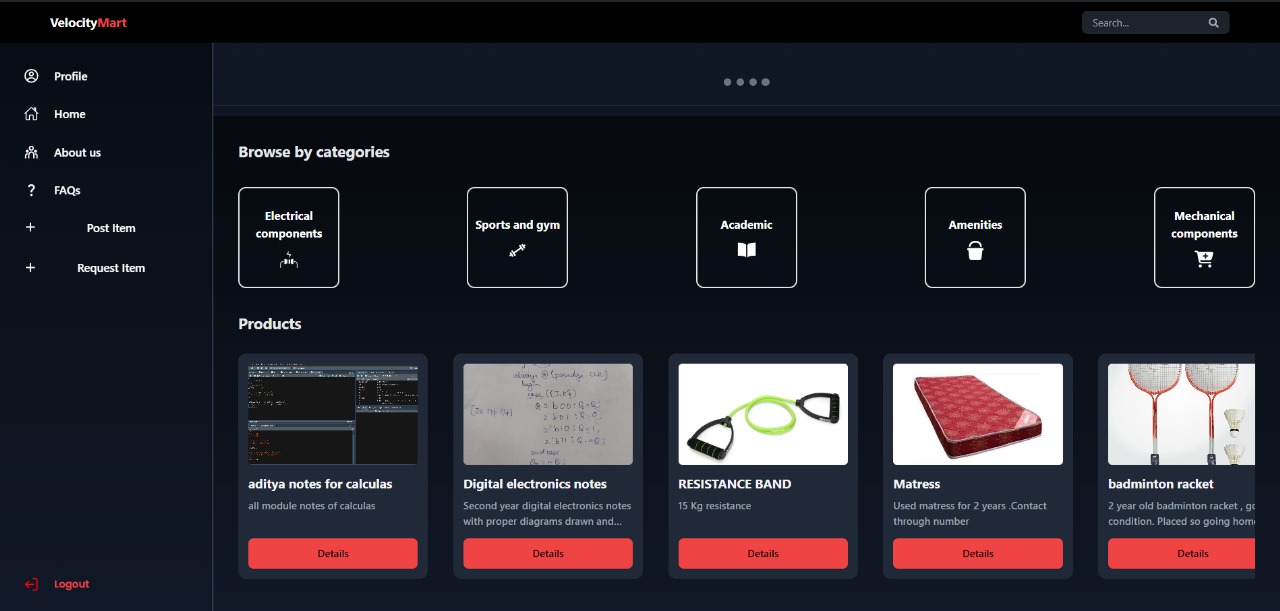 VelocityMart
Search...
Profile
Home
About us
FAQs
Post Item
Request Item
Logout
Browse by categories
Electrical
components
Sports and gym
Academic
Amenities
Mechanical
components
Products
aditya notes for calculas
all module notes of calculas
Details
Digital electronics notes
Second year digital electronics notes
with proper diagrams drawn and...
Details
RESISTANCE BAND
15 Kg resistance
Details
Matress
Used matress for 2 years .Contact
through number
Details
badminton racket
2 year old badminton racket ,
condition. Placed so going
Details